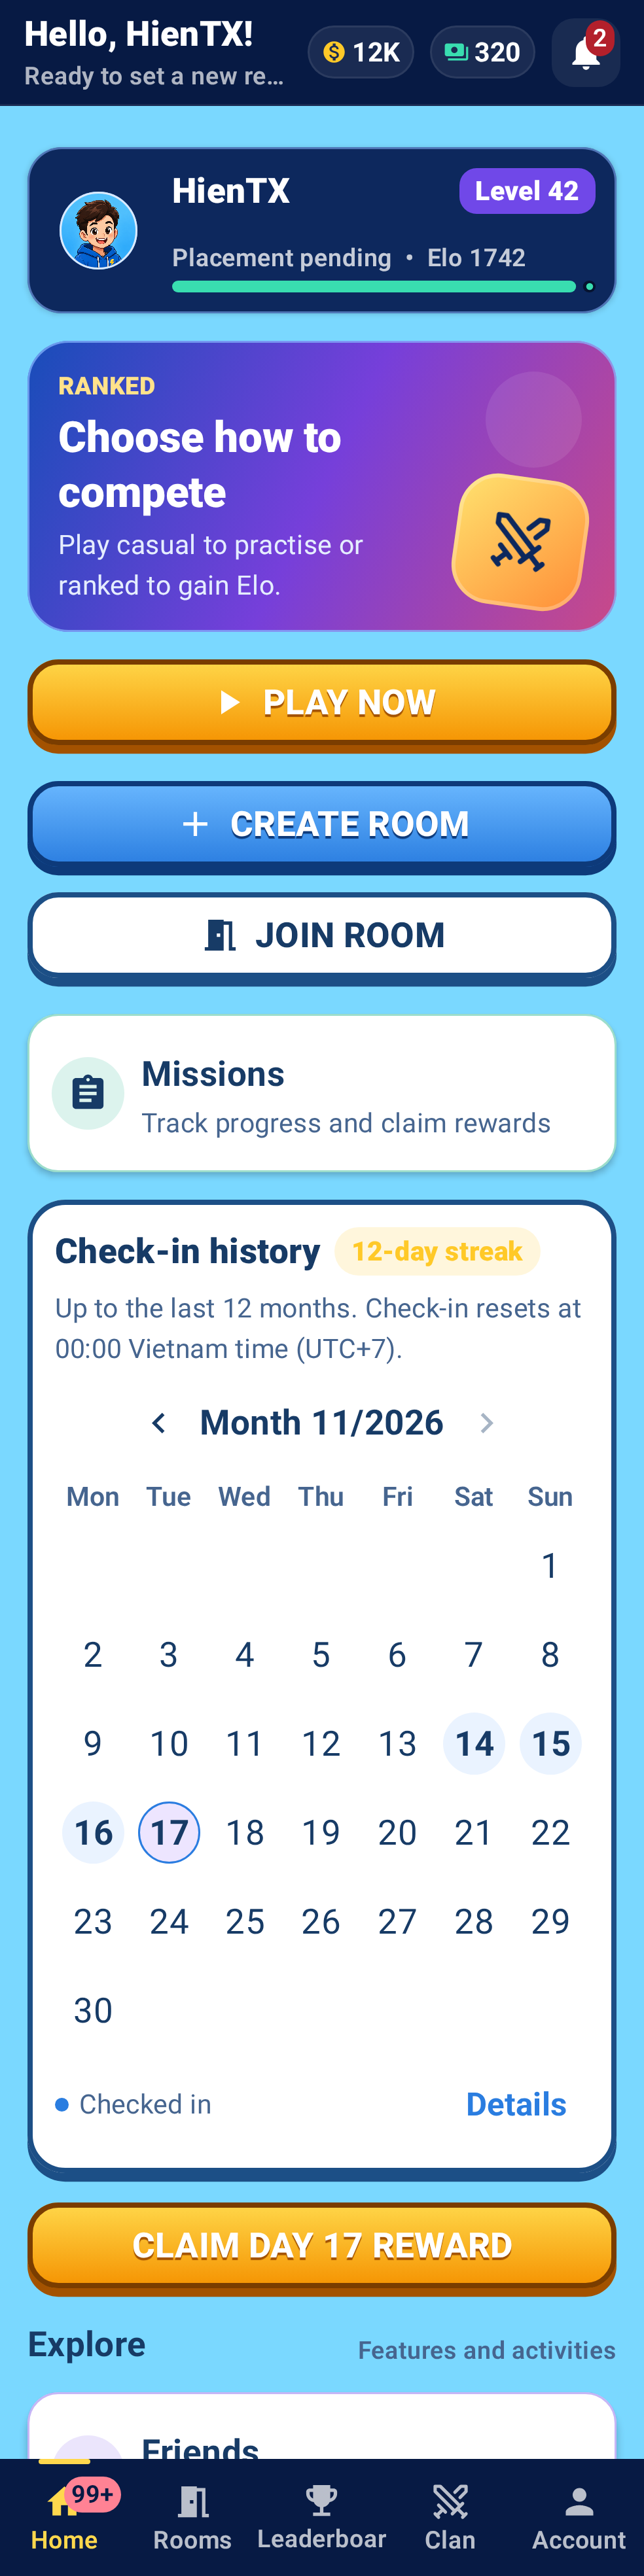 Hello, HienTX!
Ready to set a new re...
12K
320
2
HienTX
Level 42
Placement pending • Elo 1742
RANKED
Choose how to
compete
Play casual to practise or
ranked to gain Elo.
PLAY NOW
CREATE ROOM
JOIN ROOM
Missions
Track progress and claim rewards
Check-in history
12-day streak
Up to the last 12 months. Check-in resets at
00:00 Vietnam time (UTC+7).
Month 11/2026
Mon Tue Wed Thu Fri Sat Sun
1
2 3 4 5 6 7 8
9 10 11 12 13 14 15
16 17 18 19 20 21 22
23 24 25 26 27 28 29
30
Checked in
Details
CLAIM DAY 17 REWARD
Explore
Features and activities
Friends
99+
Home
Rooms
Leaderboar
Clan
Account